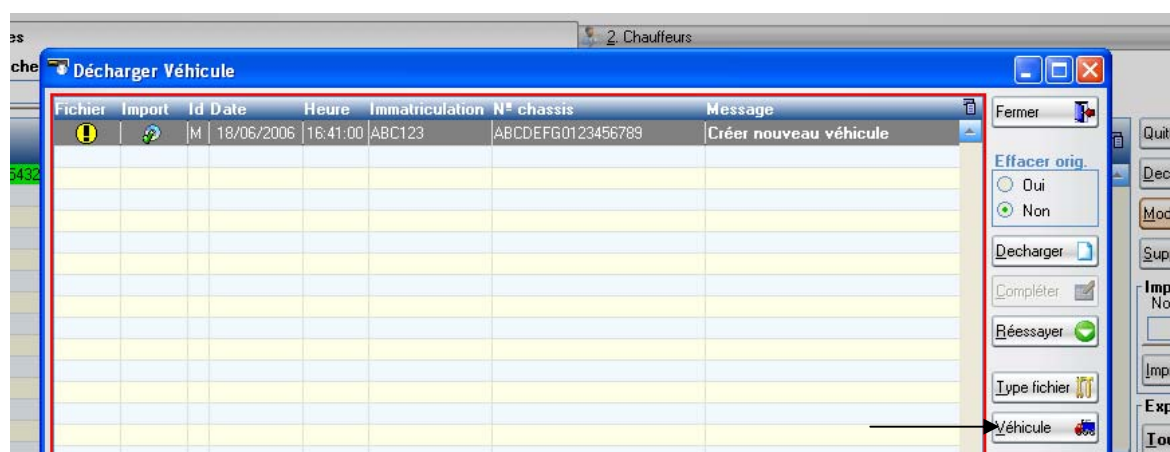 es
2. Chauffeurs
che
Décharger Véhicule
Fichier Import Id Date Heure Immatriculation Nº chassis Message
M 18/06/2006 16:41:00 ABC123 ABCDEFG0123456789 Créer nouveau véhicule
5432
Fermer
Effacer orig.
Oui
Non
Decharger
Compléter
Réessayer
Type fichier
Véhicule
Quit
Dec
Mod
Sup
Imp
No
Imp
Exp
Tou